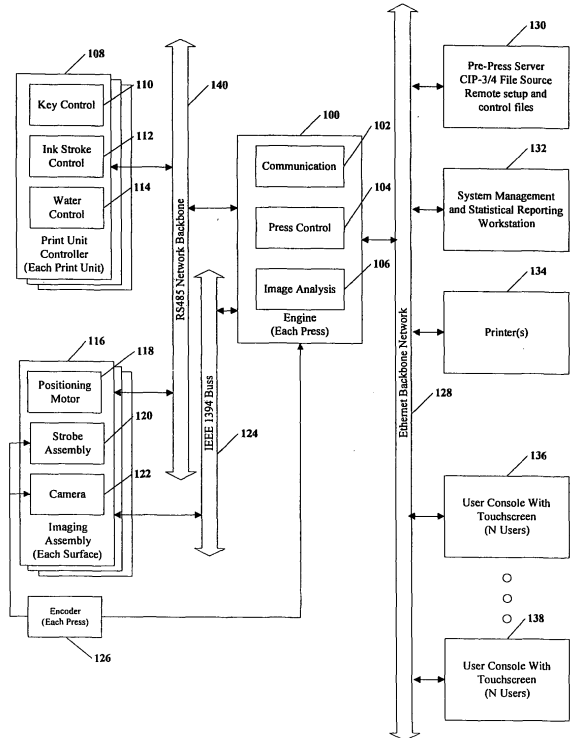 108
110
Key Control
112
Ink Stroke
Control
114
Water
Control
Print Unit
Controller
(Each Print Unit)
140
RS485 Network Backbone
100
102
Communication
104
Press Control
106
Image Analysis
Engine
(Each Press)
116
118
Positioning
Motor
120
Strobe
Assembly
122
Camera
Imaging
Assembly
(Each Surface)
IEEE 1394 Buss
124
Encoder
(Each Press)
126
Ethernet Backbone Network
128
130
Pre-Press Server
CIP-3/4 File Source
Remote setup and
control files
132
System Management
and Statistical Reporting
Workstation
134
Printer(s)
136
User Console With
Touchscreen
(N Users)
138
User Console With
Touchscreen
(N Users)